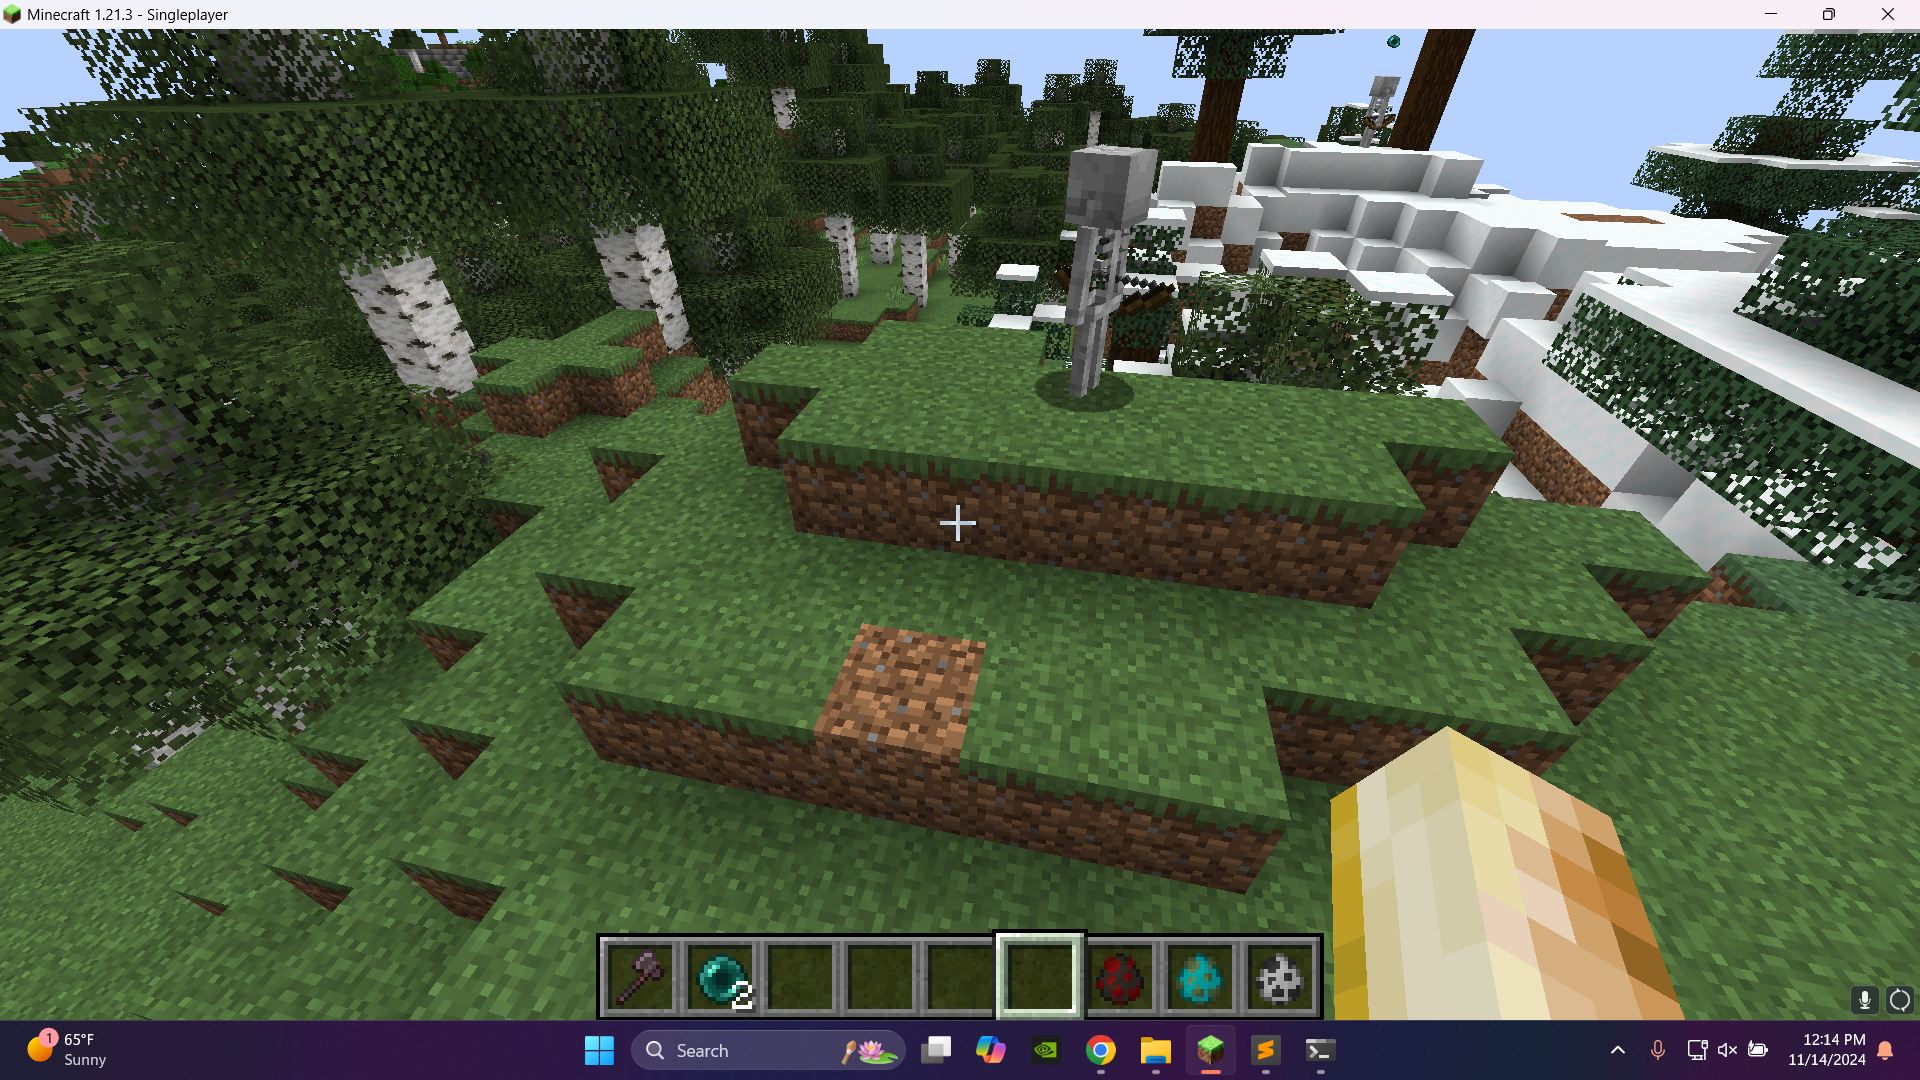 Minecraft 1.21.3 - Singleplayer
2
1
65°F
Sunny
Search
12:14 PM
11/14/2024